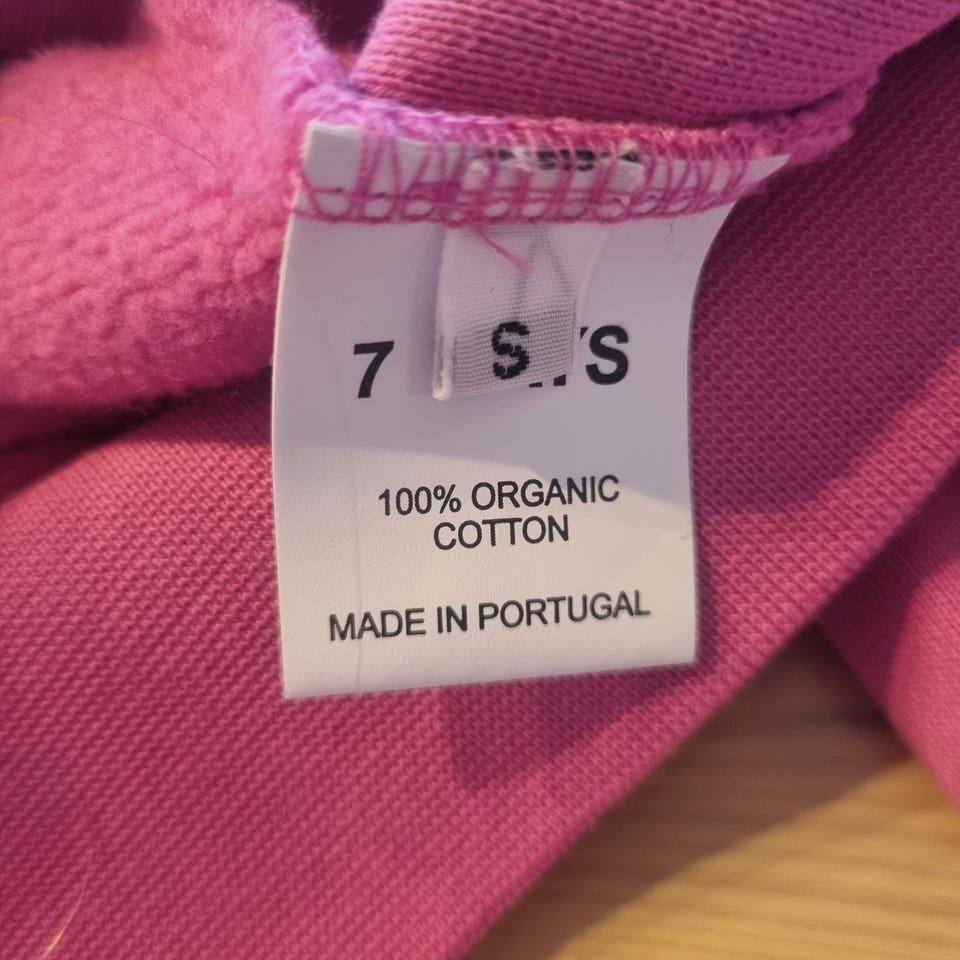 S
7 S
100% ORGANIC
COTTON
MADE IN PORTUGAL